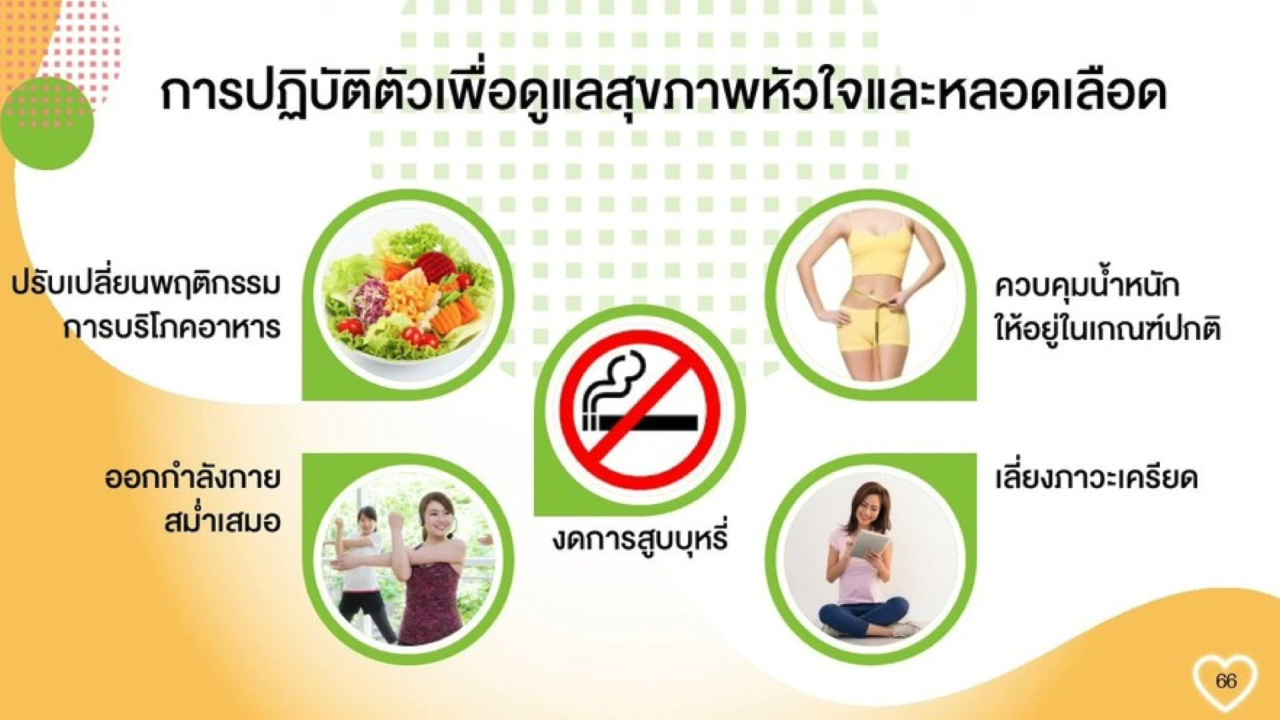 การปฏิบัติตัวเพื่อดูแลสุขภาพหัวใจและหลอดเลือด
ปรับเปลี่ยนพฤติกรรม
การบริโภคอาหาร
ควบคุมน้ำหนัก
ให้อยู่ในเกณฑ์ปกติ
ออกกำลังกาย
สม่ำเสมอ
งดการสูบบุหรี่
เลี่ยงภาวะเครียด
66